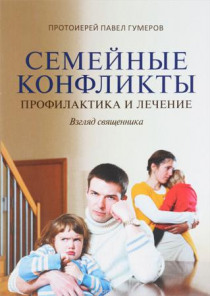 ПРОТОИЕРЕЙ ПАВЕЛ ГУМЕРОВ
СЕМЕЙНЫЕ
КОНФЛИКТЫ
ПРОФИЛАКТИКА И ЛЕЧЕНИЕ
Взгляд священника